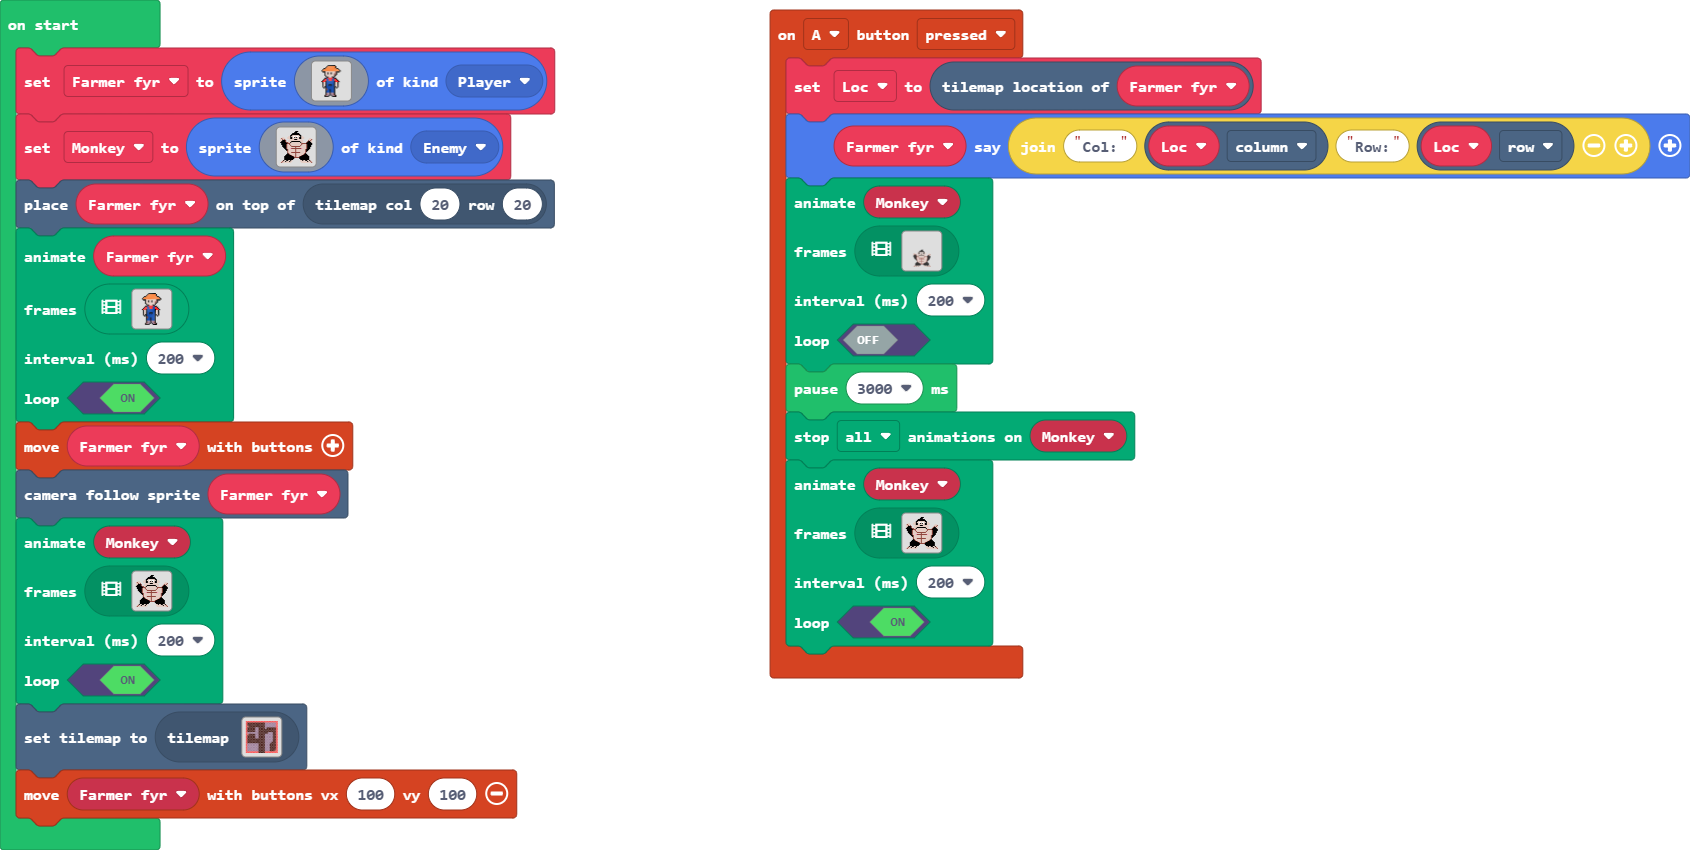 on start
set Farmer fyr to sprite of kind Player
set Monkey to sprite of kind Enemy
place Farmer fyr on top of tilemap col 20 row 20
animate Farmer fyr
frames
interval (ms) 200
loop ON
move Farmer fyr with buttons
camera follow sprite Farmer fyr
animate Monkey
frames
interval (ms) 200
loop ON
set tilemap to tilemap
move Farmer fyr with buttons vx 100 vy 100
on A button pressed
set Loc to tilemap location of Farmer fyr
Farmer fyr say join "Col:" Loc column "Row:" Loc row
animate Monkey
frames
interval (ms) 200
loop OFF
pause 3000 ms
stop all animations on Monkey
animate Monkey
frames
interval (ms) 200
loop ON